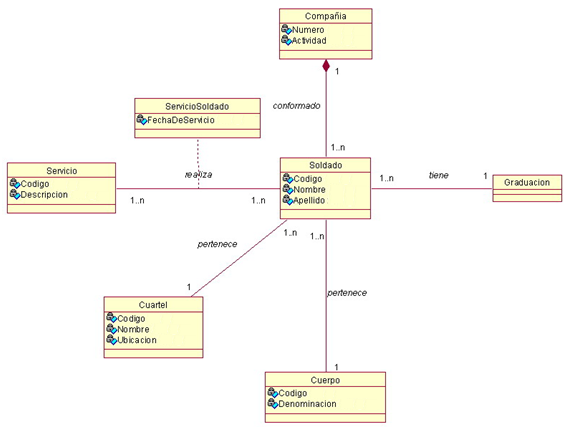 Compañia
Numero
Actividad
1
conformado
ServicioSoldado
FechaDeServicio
1..n
Servicio
Codigo
Descripcion
realiza
1..n
1..n
Soldado
Codigo
Nombre
Apellido
1..n
tiene
1
Graduacion
pertenece
1..n
1..n
1
pertenece
Cuartel
Codigo
Nombre
Ubicacion
1
Cuerpo
Codigo
Denominacion